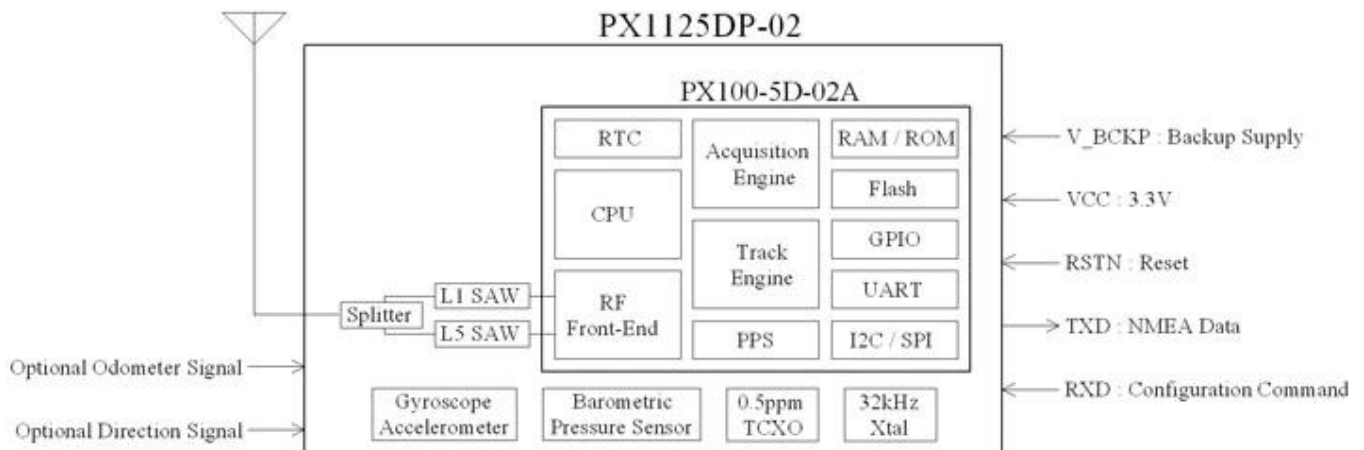 PX1125DP-02
PX100-5D-02A
RTC
Acquisition
Engine
RAM / ROM
Flash
CPU
GPIO
Track
Engine
UART
RF
Front-End
PPS
I2C / SPI
L1 SAW
Splitter
L5 SAW
V_BCKP : Backup Supply
VCC : 3.3V
RSTN : Reset
TXD : NMEA Data
RXD : Configuration Command
Optional Odometer Signal
Optional Direction Signal
Gyroscope
Accelerometer
Barometric
Pressure Sensor
0.5ppm
TCXO
32kHz
Xtal